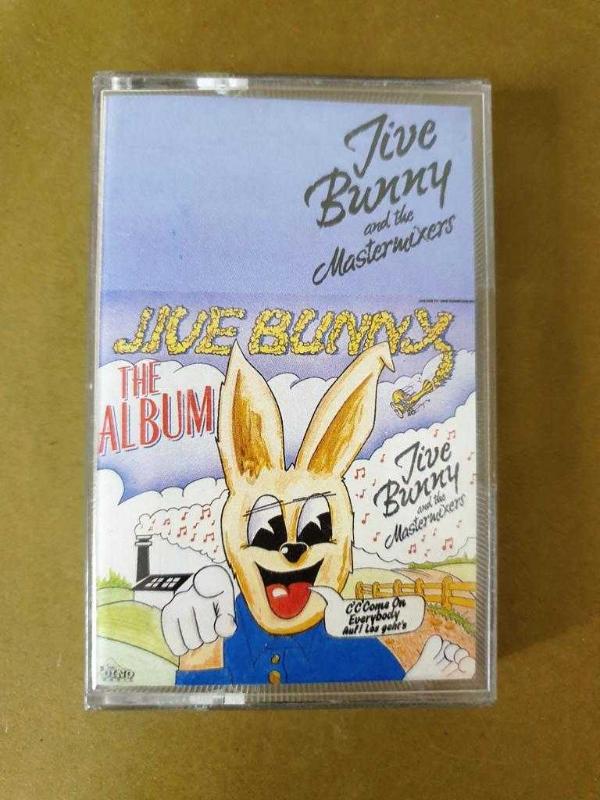 Jive
Bunny
and the
Mastermixers
JIVE BUNNY
THE
ALBUM
Jive
Bunny
and the
Mastermixers
C'C'Come On
Everybody
Auf! Los geht's
DINO